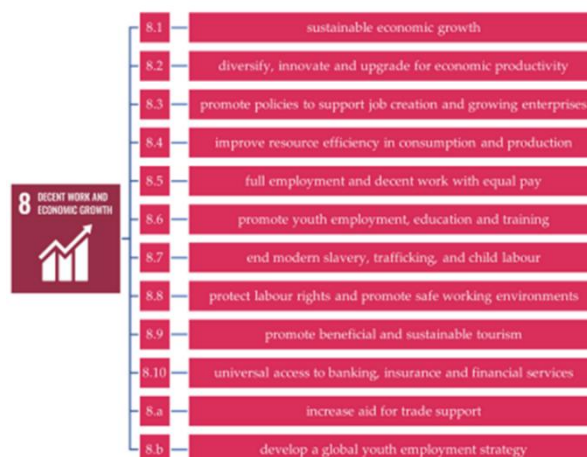 8 DECENT WORK AND
ECONOMIC GROWTH
8.1 sustainable economic growth
8.2 diversify, innovate and upgrade for economic productivity
8.3 promote policies to support job creation and growing enterprises
8.4 improve resource efficiency in consumption and production
8.5 full employment and decent work with equal pay
8.6 promote youth employment, education and training
8.7 end modern slavery, trafficking, and child labour
8.8 protect labour rights and promote safe working environments
8.9 promote beneficial and sustainable tourism
8.10 universal access to banking, insurance and financial services
8.a increase aid for trade support
8.b develop a global youth employment strategy